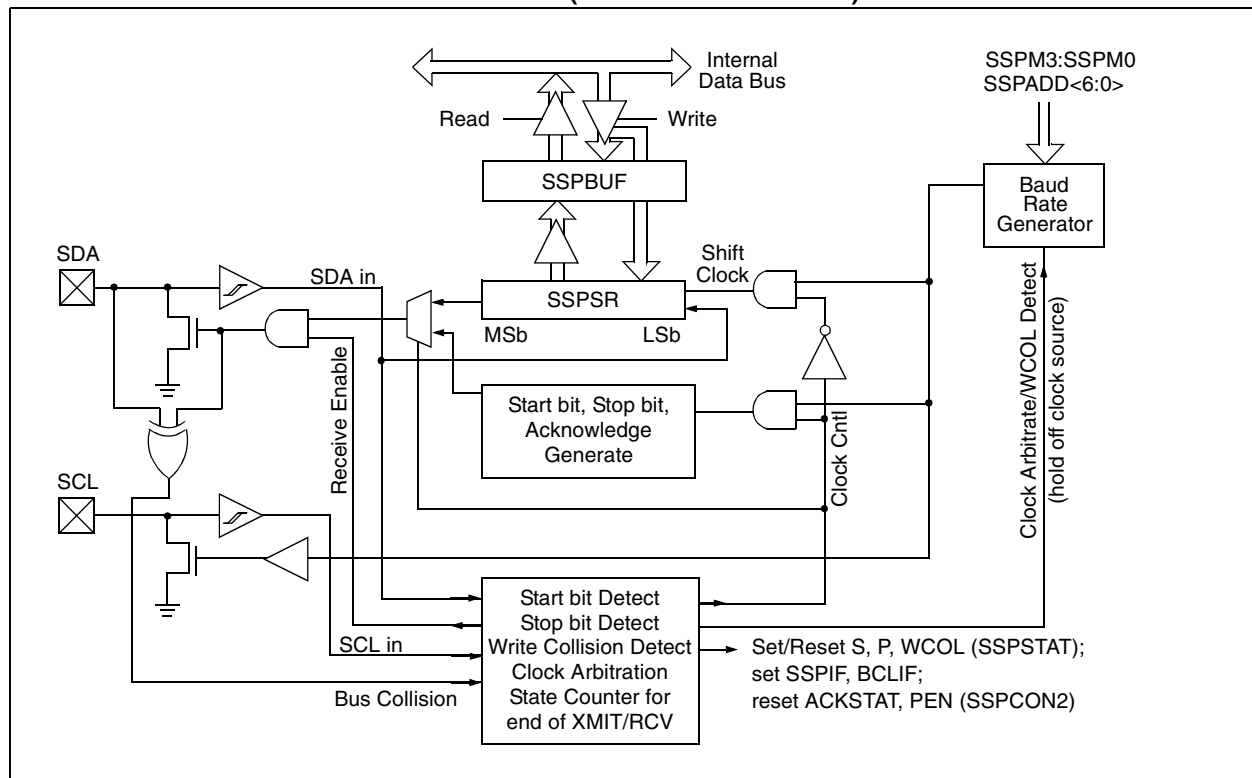 Internal
Data Bus
SSPM3:SSPM0
SSPADD<6:0>
Read
Write
SSPBUF
Baud
Rate
Generator
SDA
SDA in
Shift
Clock
SSPSR
MSb
LSb
Receive Enable
Start bit, Stop bit,
Acknowledge
Generate
Clock Cntl
Clock Arbitrate/WCOL Detect
(hold off clock source)
SCL
SCL in
Bus Collision
Start bit Detect
Stop bit Detect
Write Collision Detect
Clock Arbitration
State Counter for
end of XMIT/RCV
Set/Reset S, P, WCOL (SSPSTAT);
set SSPIF, BCLIF;
reset ACKSTAT, PEN (SSPCON2)